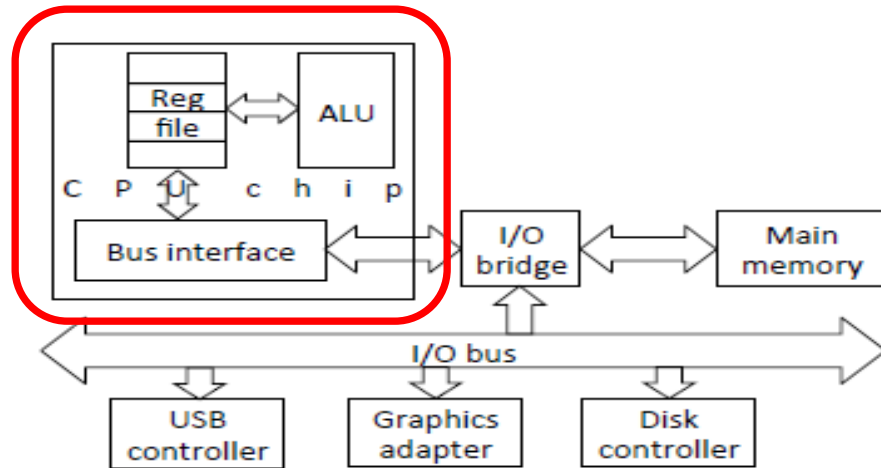 Reg
file
ALU
C P U c h i p
Bus interface
I/O
bridge
Main
memory
I/O bus
USB
controller
Graphics
adapter
Disk
controller